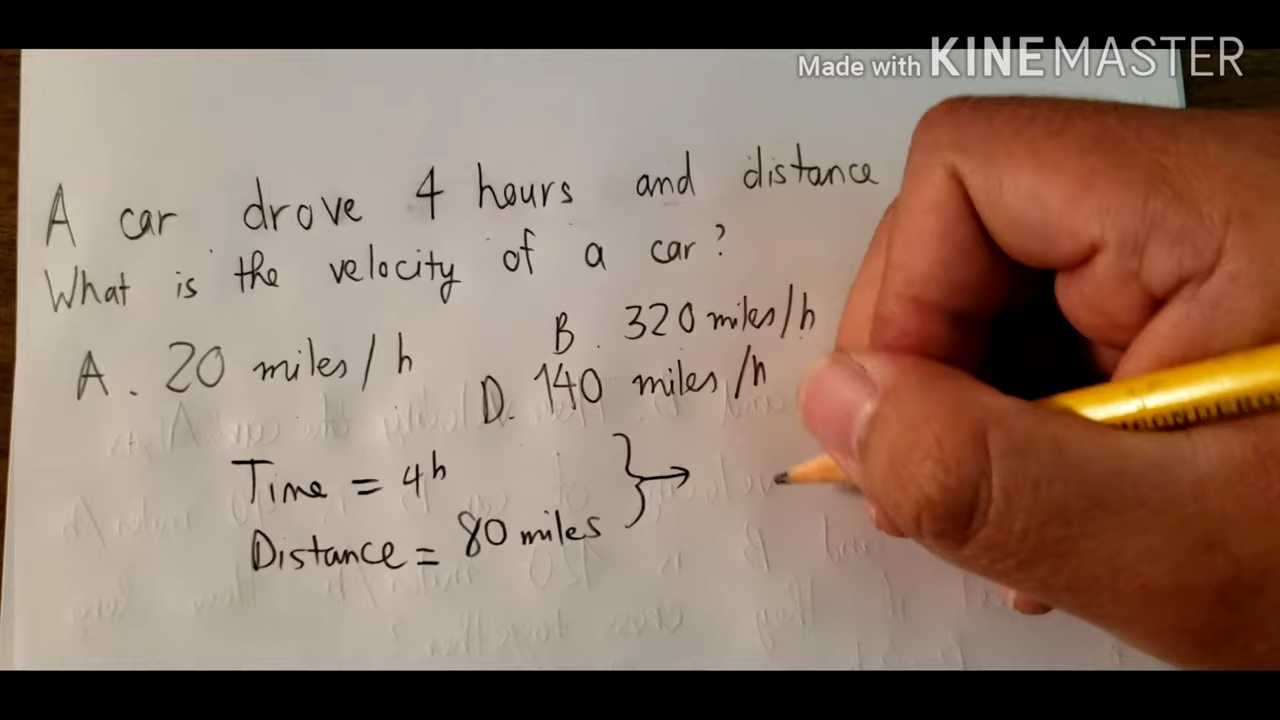 Made with KINEMASTER
A car drove 4 hours and distance
What is the velocity of a car?
A. 20 miles/h B. 320 miles/h
D. 140 miles/h
Time = 4h
Distance = 80 miles